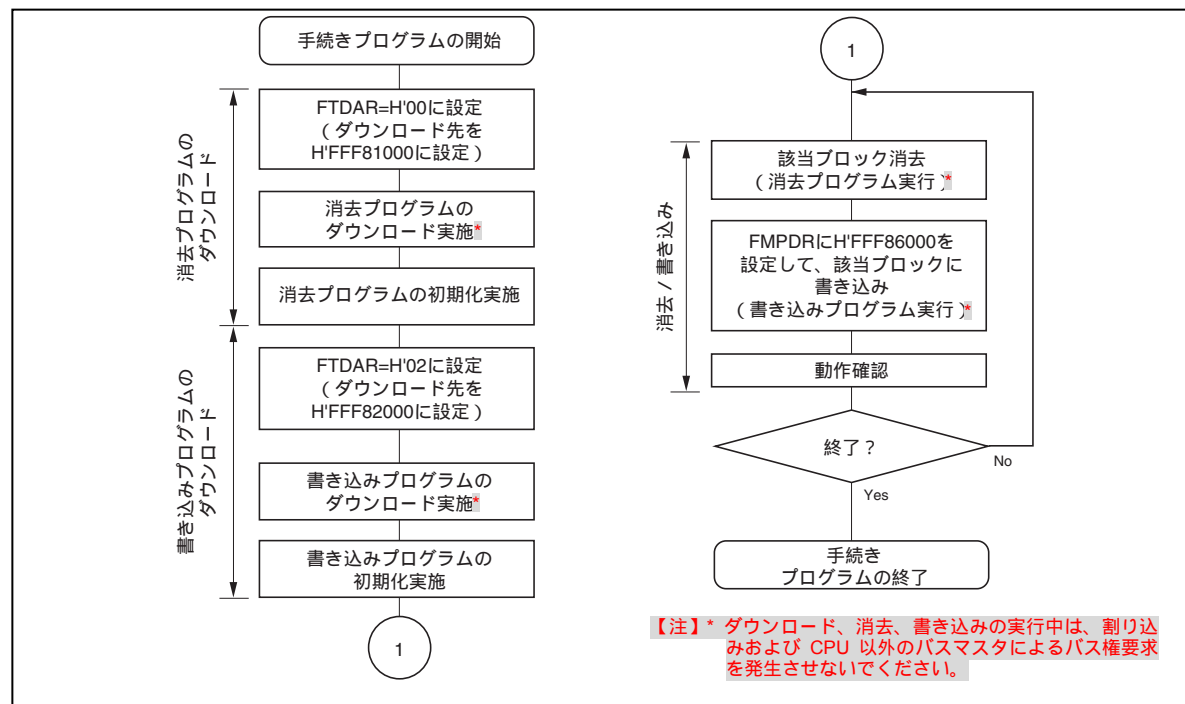 手続きプログラムの開始
消去プログラムの
ダウンロード
FTDAR=H'00に設定
（ダウンロード先を
H'FFF81000に設定）
消去プログラムの
ダウンロード実施*
消去プログラムの初期化実施
書き込みプログラムの
ダウンロード
FTDAR=H'02に設定
（ダウンロード先を
H'FFF82000に設定）
書き込みプログラムの
ダウンロード実施*
書き込みプログラムの
初期化実施
1
1
消去 / 書き込み
該当ブロック消去
（消去プログラム実行）*
FMPDRにH'FFF86000を
設定して、該当ブロックに
書き込み
（書き込みプログラム実行）*
動作確認
終了？
No
Yes
手続き
プログラムの終了
【注】* ダウンロード、消去、書き込みの実行中は、割り込
みおよび CPU 以外のバスマスタによるバス権要求
を発生させないでください。